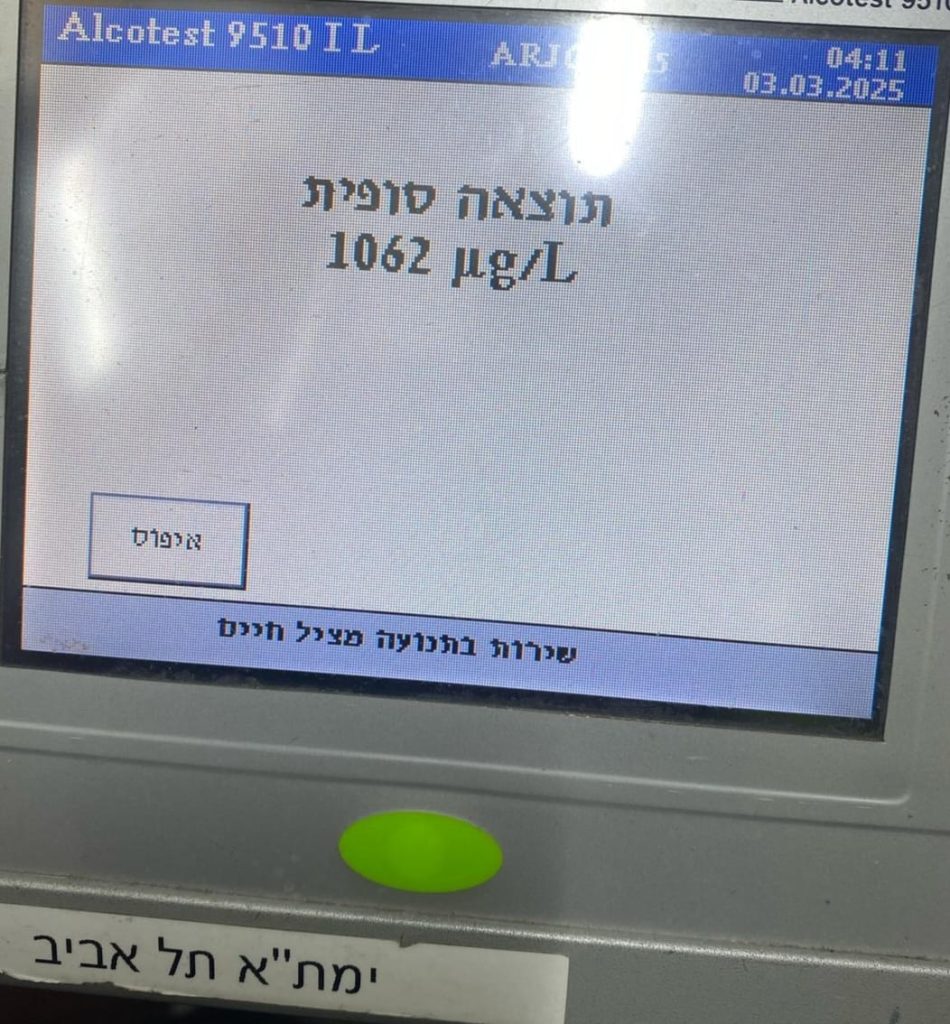 Alcotest 9510 IL
04:11
03.03.2025
תוצאה סופית
1062 µg/L
איפוס
שירות בתנועה מציל חיים
ימת"א תל אביב